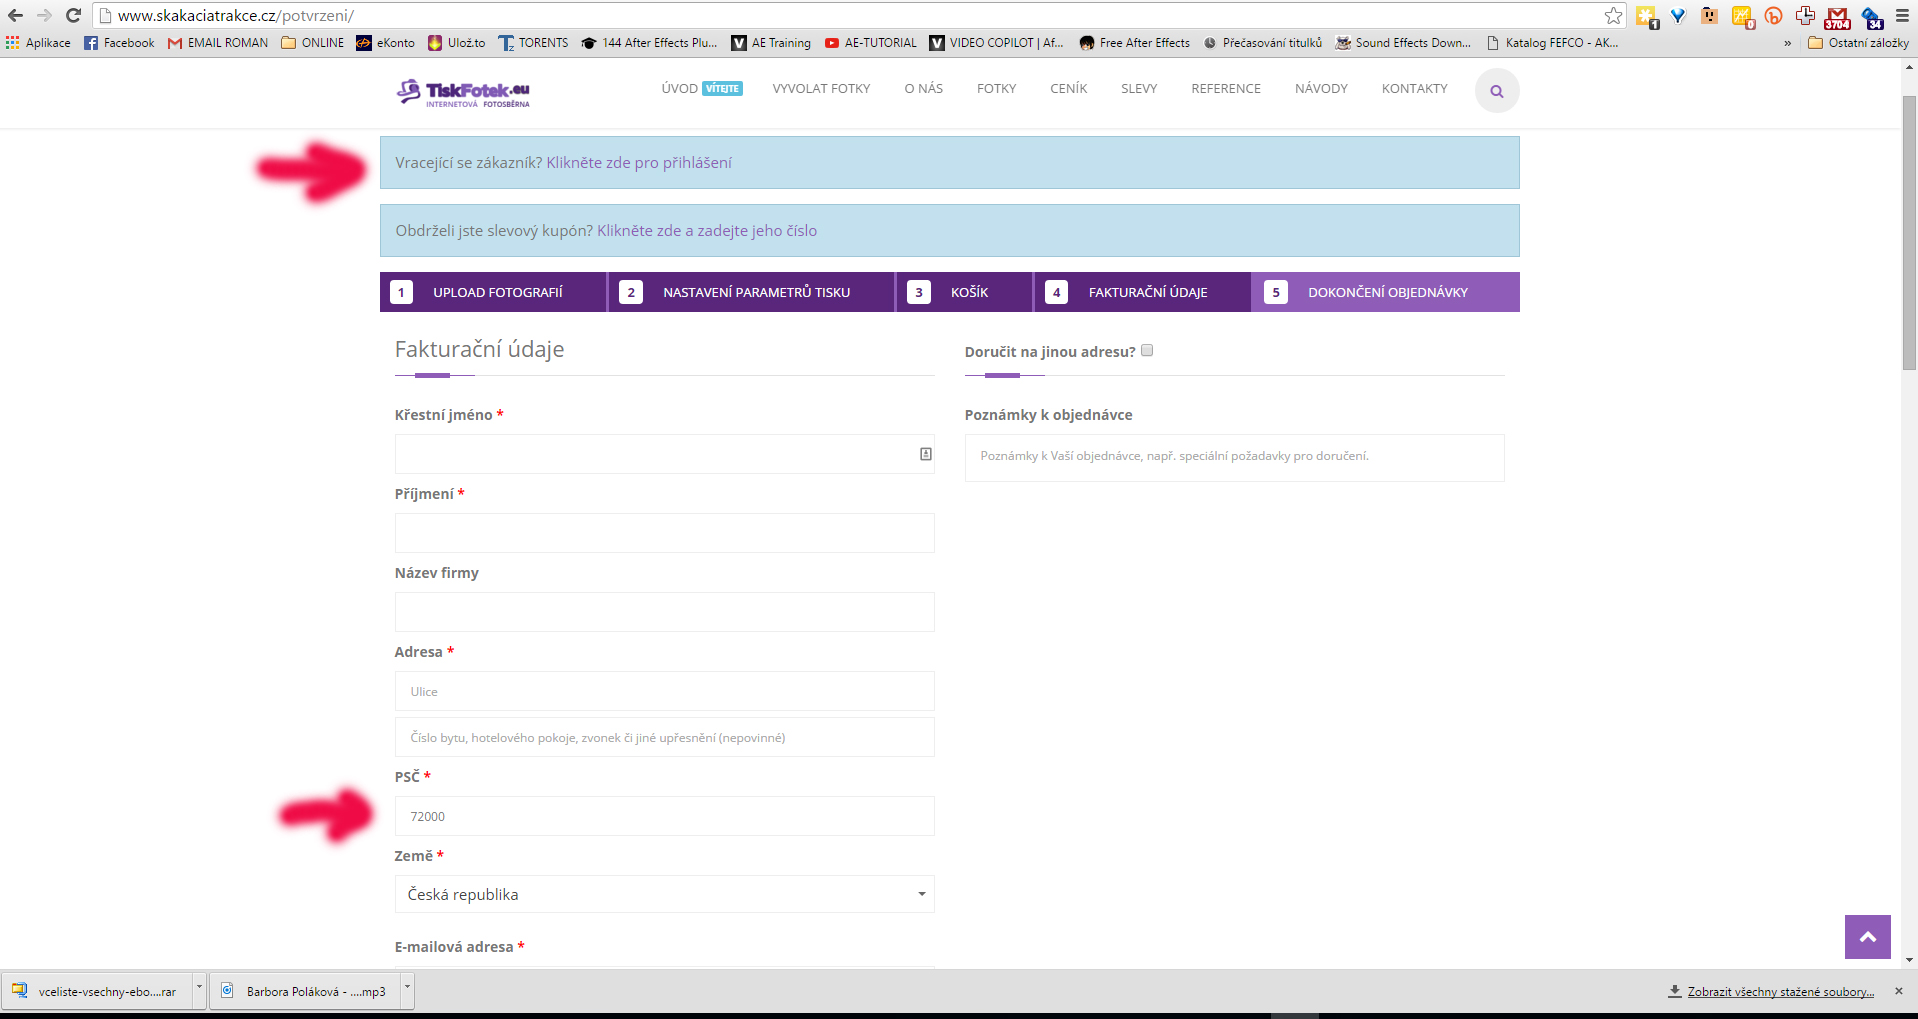 www.skakaciatrakce.cz/potvrzeni/
1
0
3704
34
Aplikace Facebook EMAIL ROMAN ONLINE eKonto Ulož.to TORENTS 144 After Effects Plu... AE Training AE-TUTORIAL VIDEO COPILOT | Af... Free After Effects Přečasování titulků Sound Effects Down... Katalog FEFCO - AK... » Ostatní záložky
TiskFotek.eu
INTERNETOVÁ FOTOSBĚRNA
ÚVOD VÍTEJTE VYVOLAT FOTKY O NÁS FOTKY CENÍK SLEVY REFERENCE NÁVODY KONTAKTY
Vracející se zákazník? Klikněte zde pro přihlášení
Obdrželi jste slevový kupón? Klikněte zde a zadejte jeho číslo
1 UPLOAD FOTOGRAFIÍ 2 NASTAVENÍ PARAMETRŮ TISKU 3 KOŠÍK 4 FAKTURAČNÍ ÚDAJE 5 DOKONČENÍ OBJEDNÁVKY
Fakturační údaje
Křestní jméno *
Příjmení *
Název firmy
Adresa *
Ulice
Číslo bytu, hotelového pokoje, zvonek či jiné upřesnění (nepovinné)
PSČ *
72000
Země *
Česká republika
E-mailová adresa *
Doručit na jinou adresu?
Poznámky k objednávce
Poznámky k Vaší objednávce, např. speciální požadavky pro doručení.
vceliste-vsechny-ebo....rar Barbora Poláková - ....mp3 Zobrazit všechny stažené soubory...